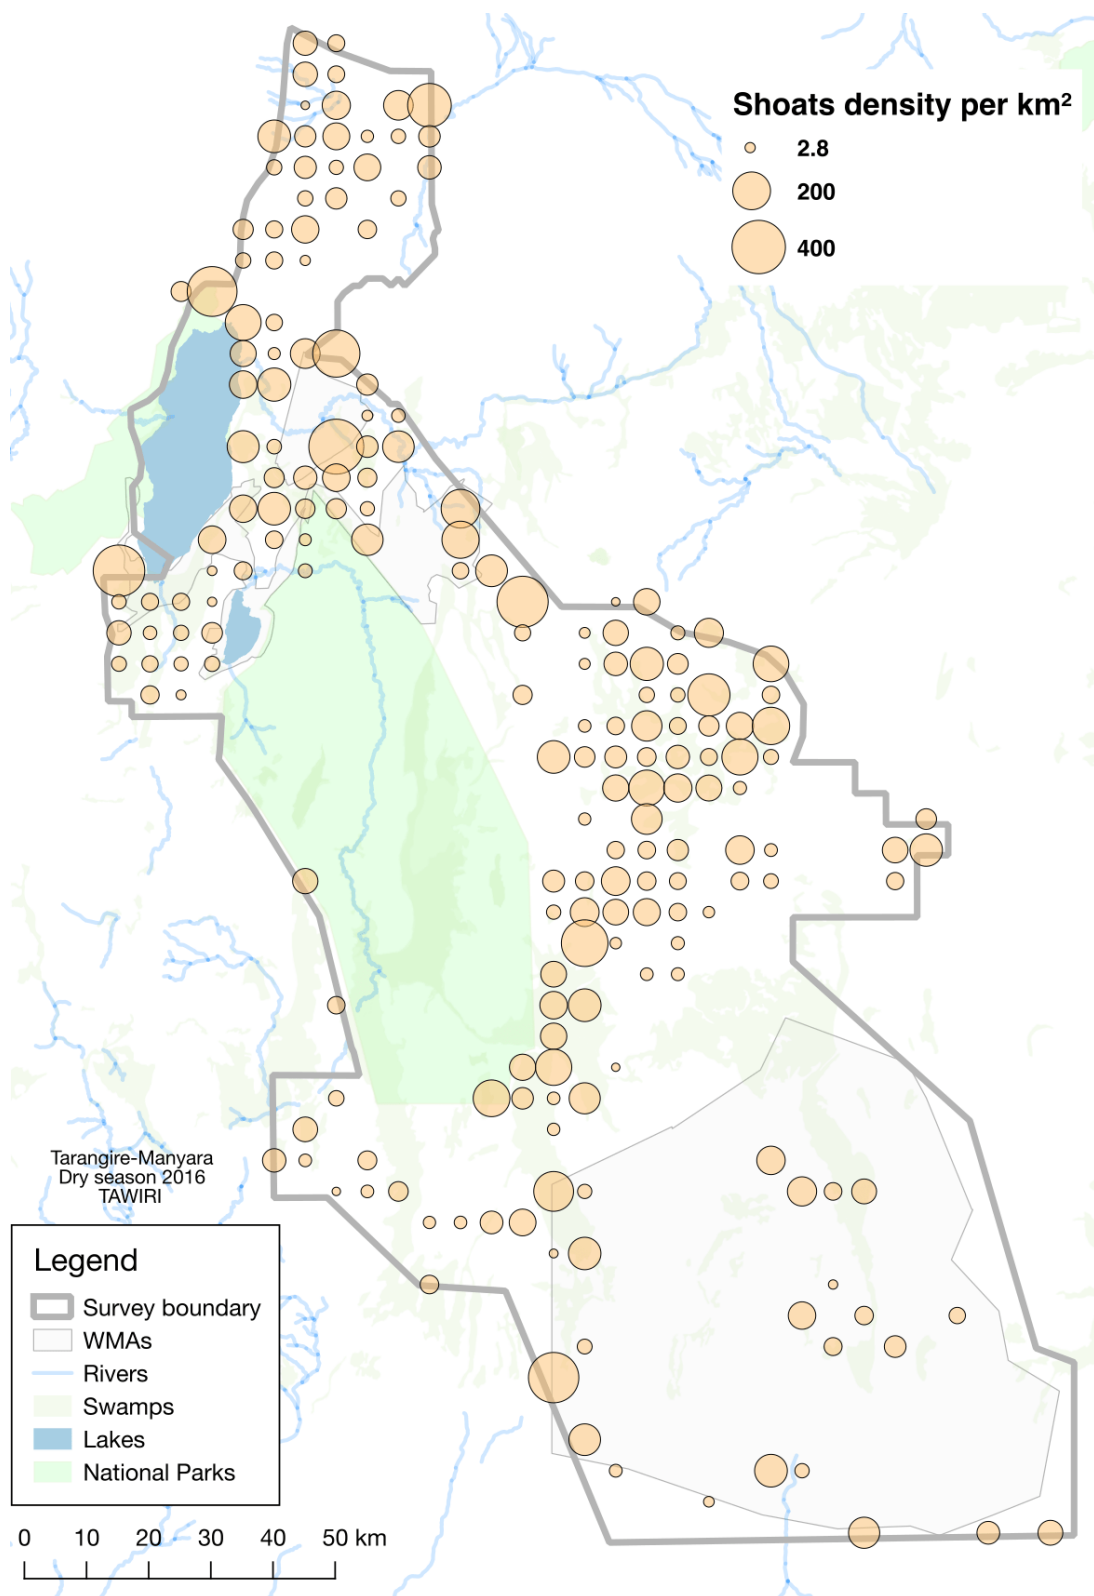 Shoats density per km²
2.8
200
400
Tarangire-Manyara
Dry season 2016
TAWIRI
Legend
Survey boundary
WMAs
Rivers
Swamps
Lakes
National Parks
0 10 20 30 40 50 km